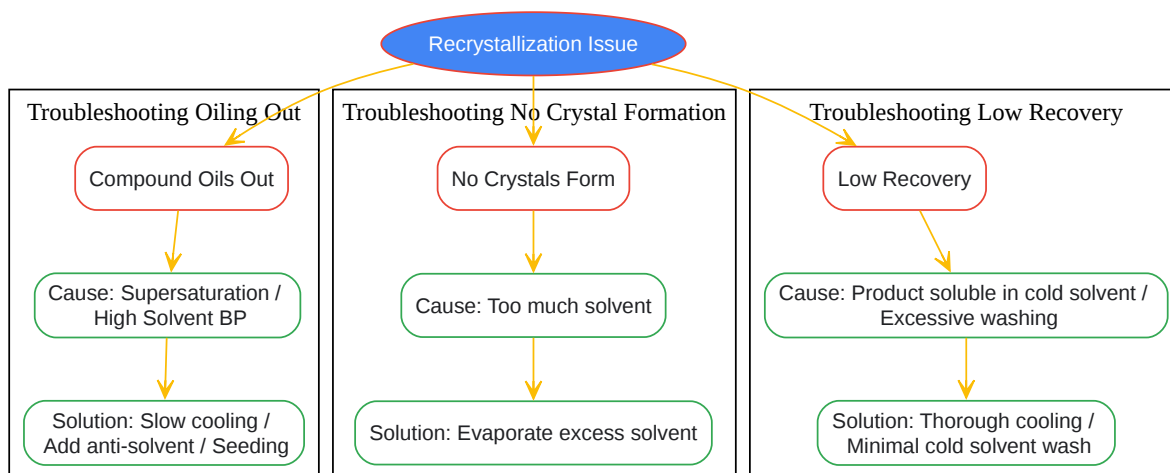 Recrystallization Issue
Troubleshooting Oiling Out
Compound Oils Out
Cause: Supersaturation /
High Solvent BP
Solution: Slow cooling /
Add anti-solvent / Seeding
Troubleshooting No Crystal Formation
No Crystals Form
Cause: Too much solvent
Solution: Evaporate excess solvent
Troubleshooting Low Recovery
Low Recovery
Cause: Product soluble in cold solvent /
Excessive washing
Solution: Thorough cooling /
Minimal cold solvent wash